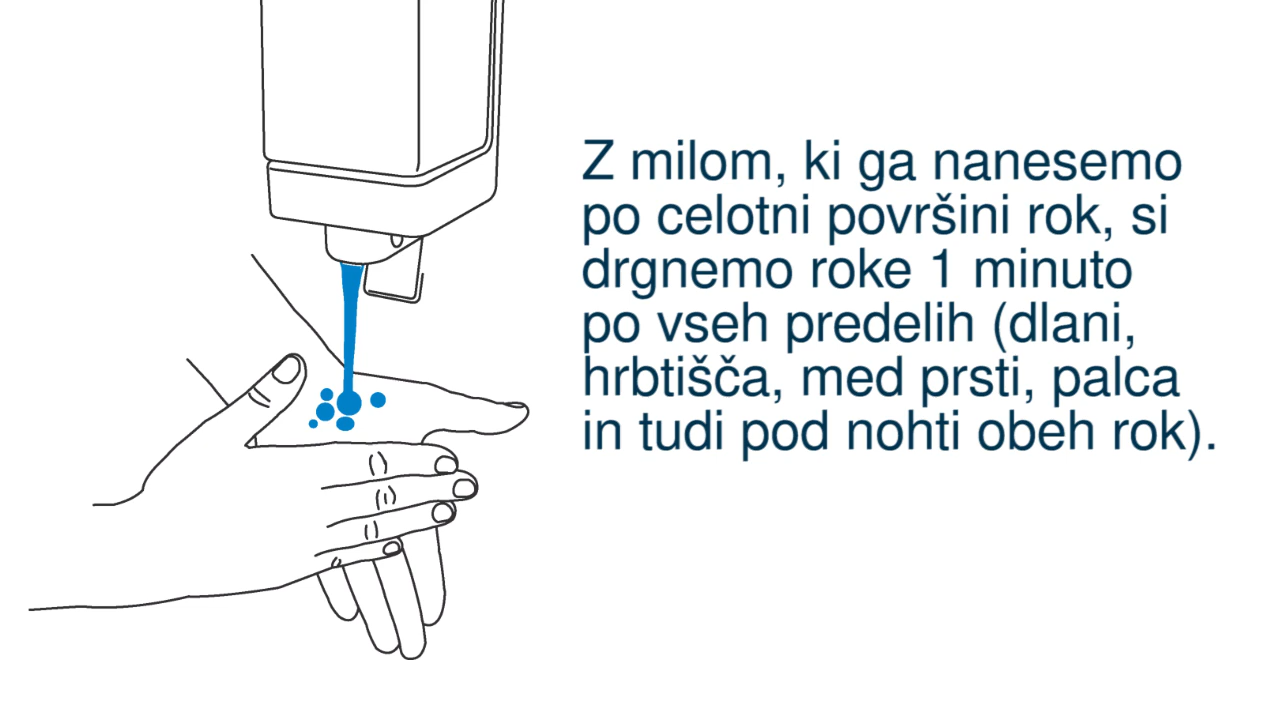 Z milom, ki ga nanesemo
po celotni površini rok, si
drgnemo roke 1 minuto
po vseh predelih (dlani,
hrbtišča, med prsti, palca
in tudi pod nohti obeh rok).